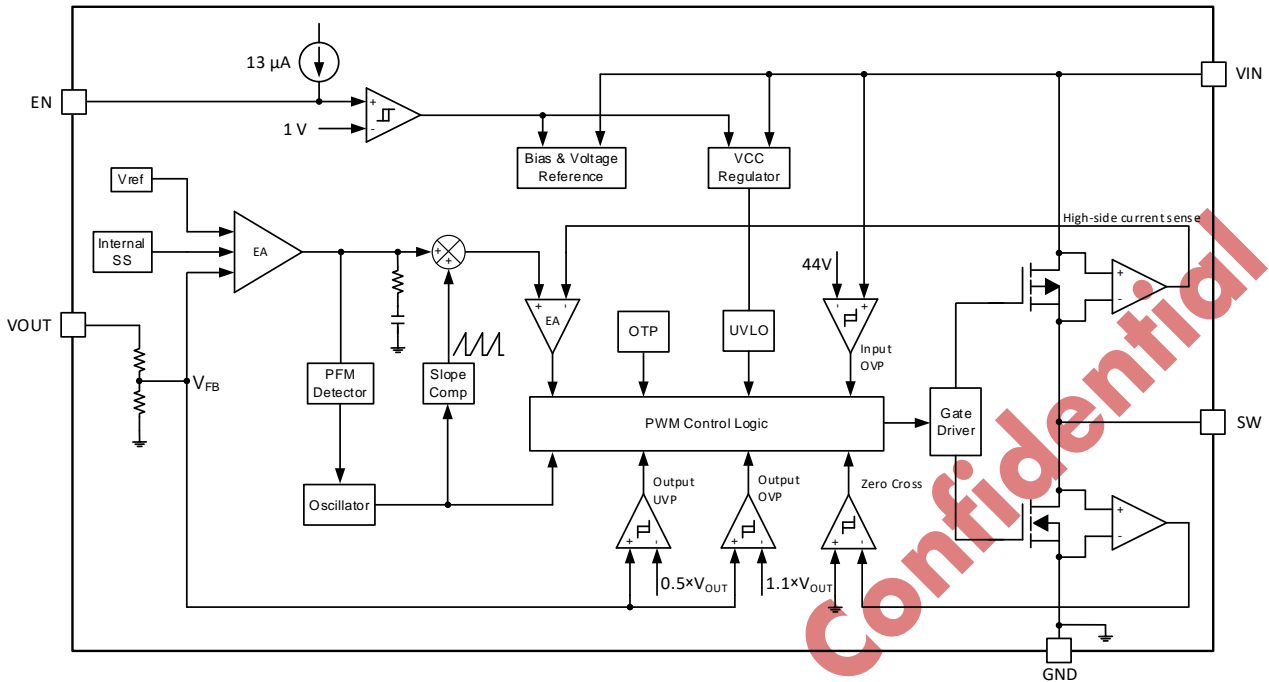 13 µA
EN
VIN
+
-
1 V
Bias & Voltage
Reference
VCC
Regulator
Vref
High-side current sense
Internal
SS
EA
+
+
44V
+
-
VOUT
+
-
EA
-
+
OTP
UVLO
Input
OVP
VFB
PFM
Detector
Slope
Comp
PWM Control Logic
Gate
Driver
SW
Oscillator
Output
UVP
Output
OVP
Zero Cross
+
-
+
-
+
-
+
-
0.5×VOUT
1.1×VOUT
GND
Confidential